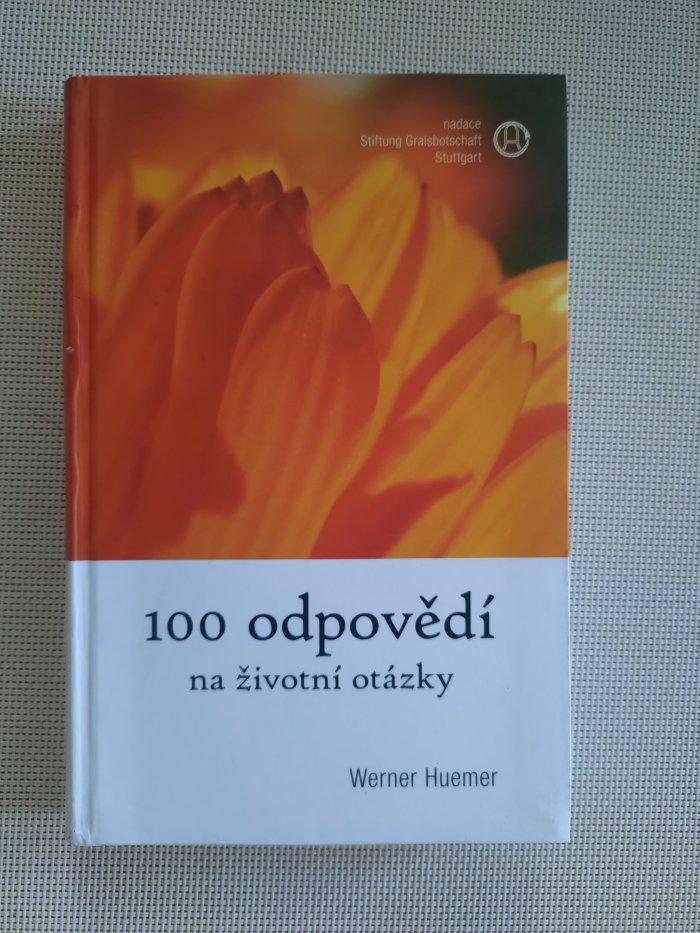 nadace
Stiftung Gralsbotschaft
Stuttgart
100 odpovědí
na životní otázky
Werner Huemer